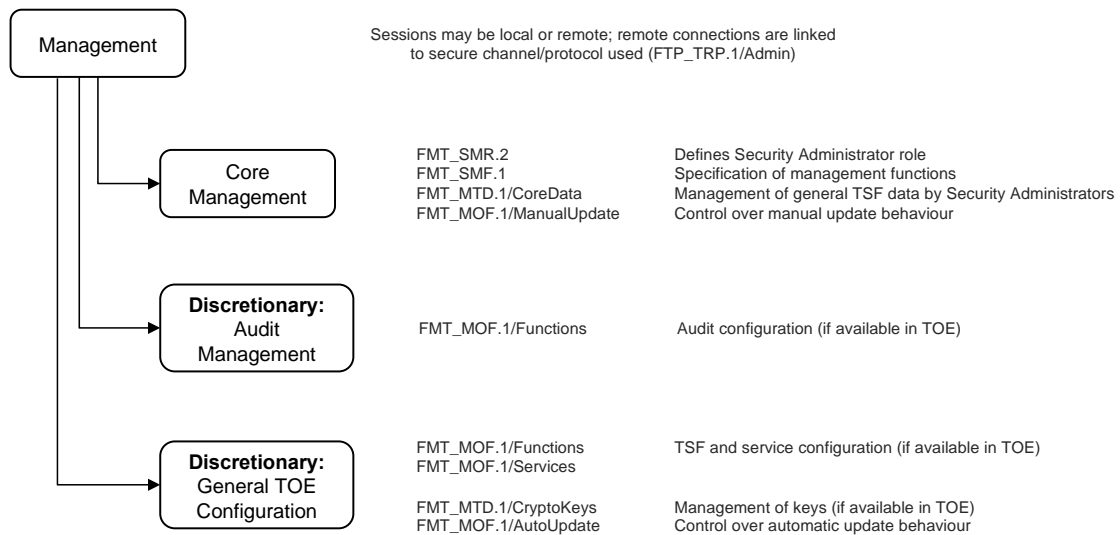 Management
Sessions may be local or remote; remote connections are linked
to secure channel/protocol used (FTP_TRP.1/Admin)
Core
Management
FMT_SMR.2 Defines Security Administrator role
FMT_SMF.1 Specification of management functions
FMT_MTD.1/CoreData Management of general TSF data by Security Administrators
FMT_MOF.1/ManualUpdate Control over manual update behaviour
Discretionary:
Audit
Management
FMT_MOF.1/Functions Audit configuration (if available in TOE)
Discretionary:
General TOE
Configuration
FMT_MOF.1/Functions TSF and service configuration (if available in TOE)
FMT_MOF.1/Services
FMT_MTD.1/CryptoKeys Management of keys (if available in TOE)
FMT_MOF.1/AutoUpdate Control over automatic update behaviour